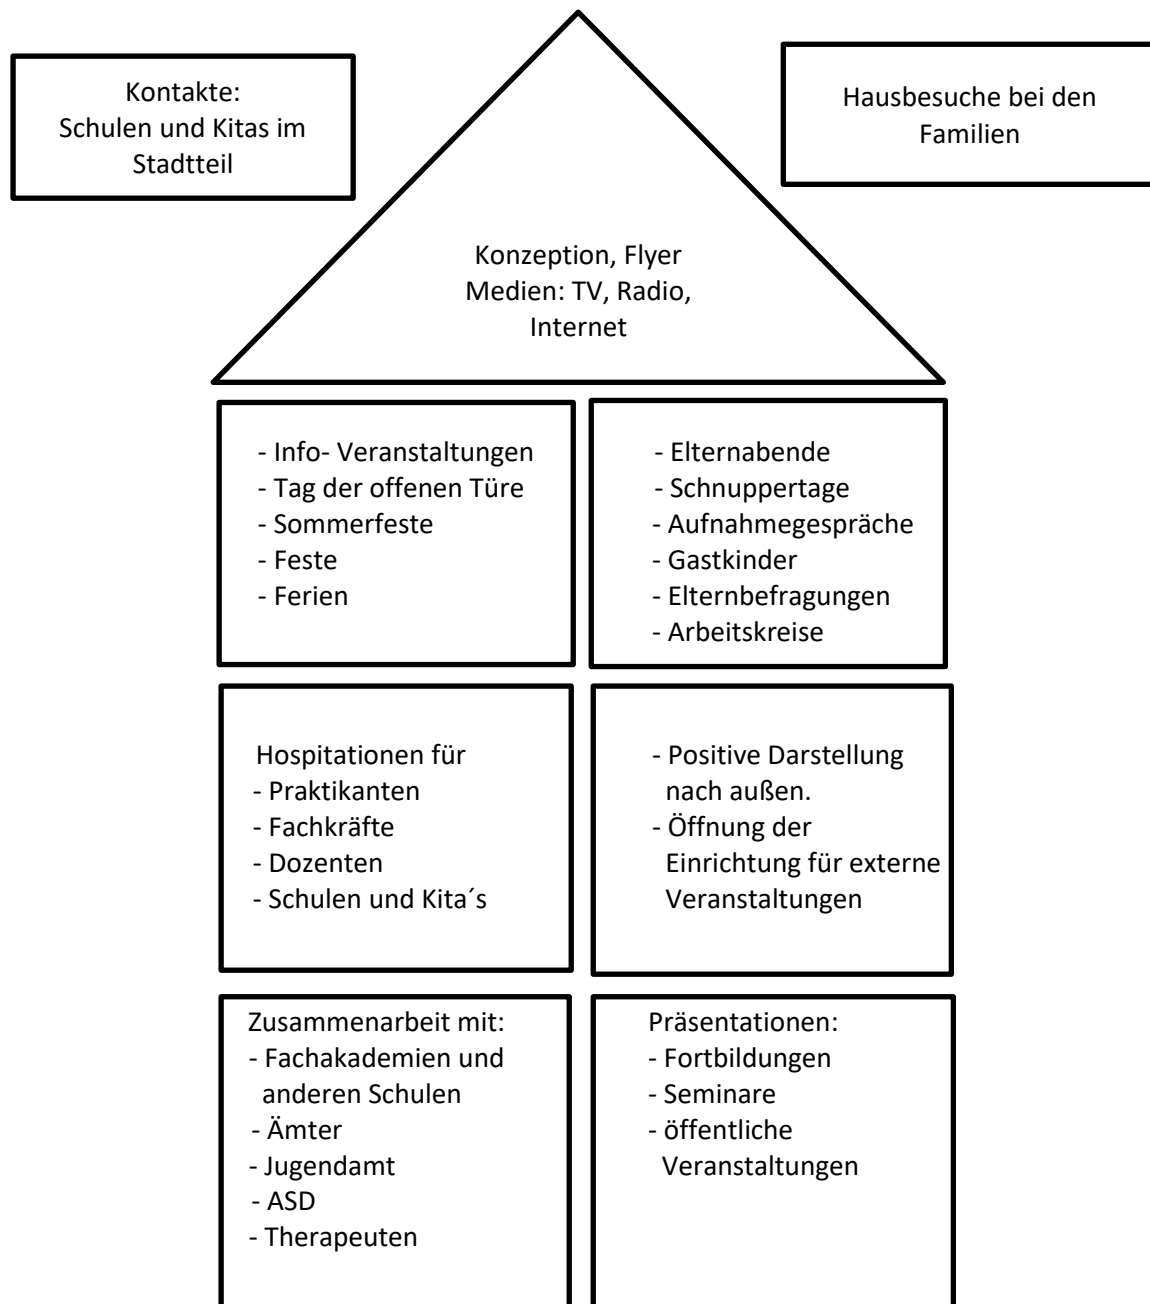 Kontakte:
Schulen und Kitas im
Stadtteil
Hausbesuche bei den
Familien
Konzeption, Flyer
Medien: TV, Radio,
Internet
- Info- Veranstaltungen
- Tag der offenen Türe
- Sommerfeste
- Feste
- Ferien
- Elternabende
- Schnuppertage
- Aufnahmegespräche
- Gastkinder
- Elternbefragungen
- Arbeitskreise
Hospitationen für
- Praktikanten
- Fachkräfte
- Dozenten
- Schulen und Kita´s
- Positive Darstellung
nach außen.
- Öffnung der
Einrichtung für externe
Veranstaltungen
Zusammenarbeit mit:
- Fachakademien und
anderen Schulen
- Ämter
- Jugendamt
- ASD
- Therapeuten
Präsentationen:
- Fortbildungen
- Seminare
- öffentliche
Veranstaltungen